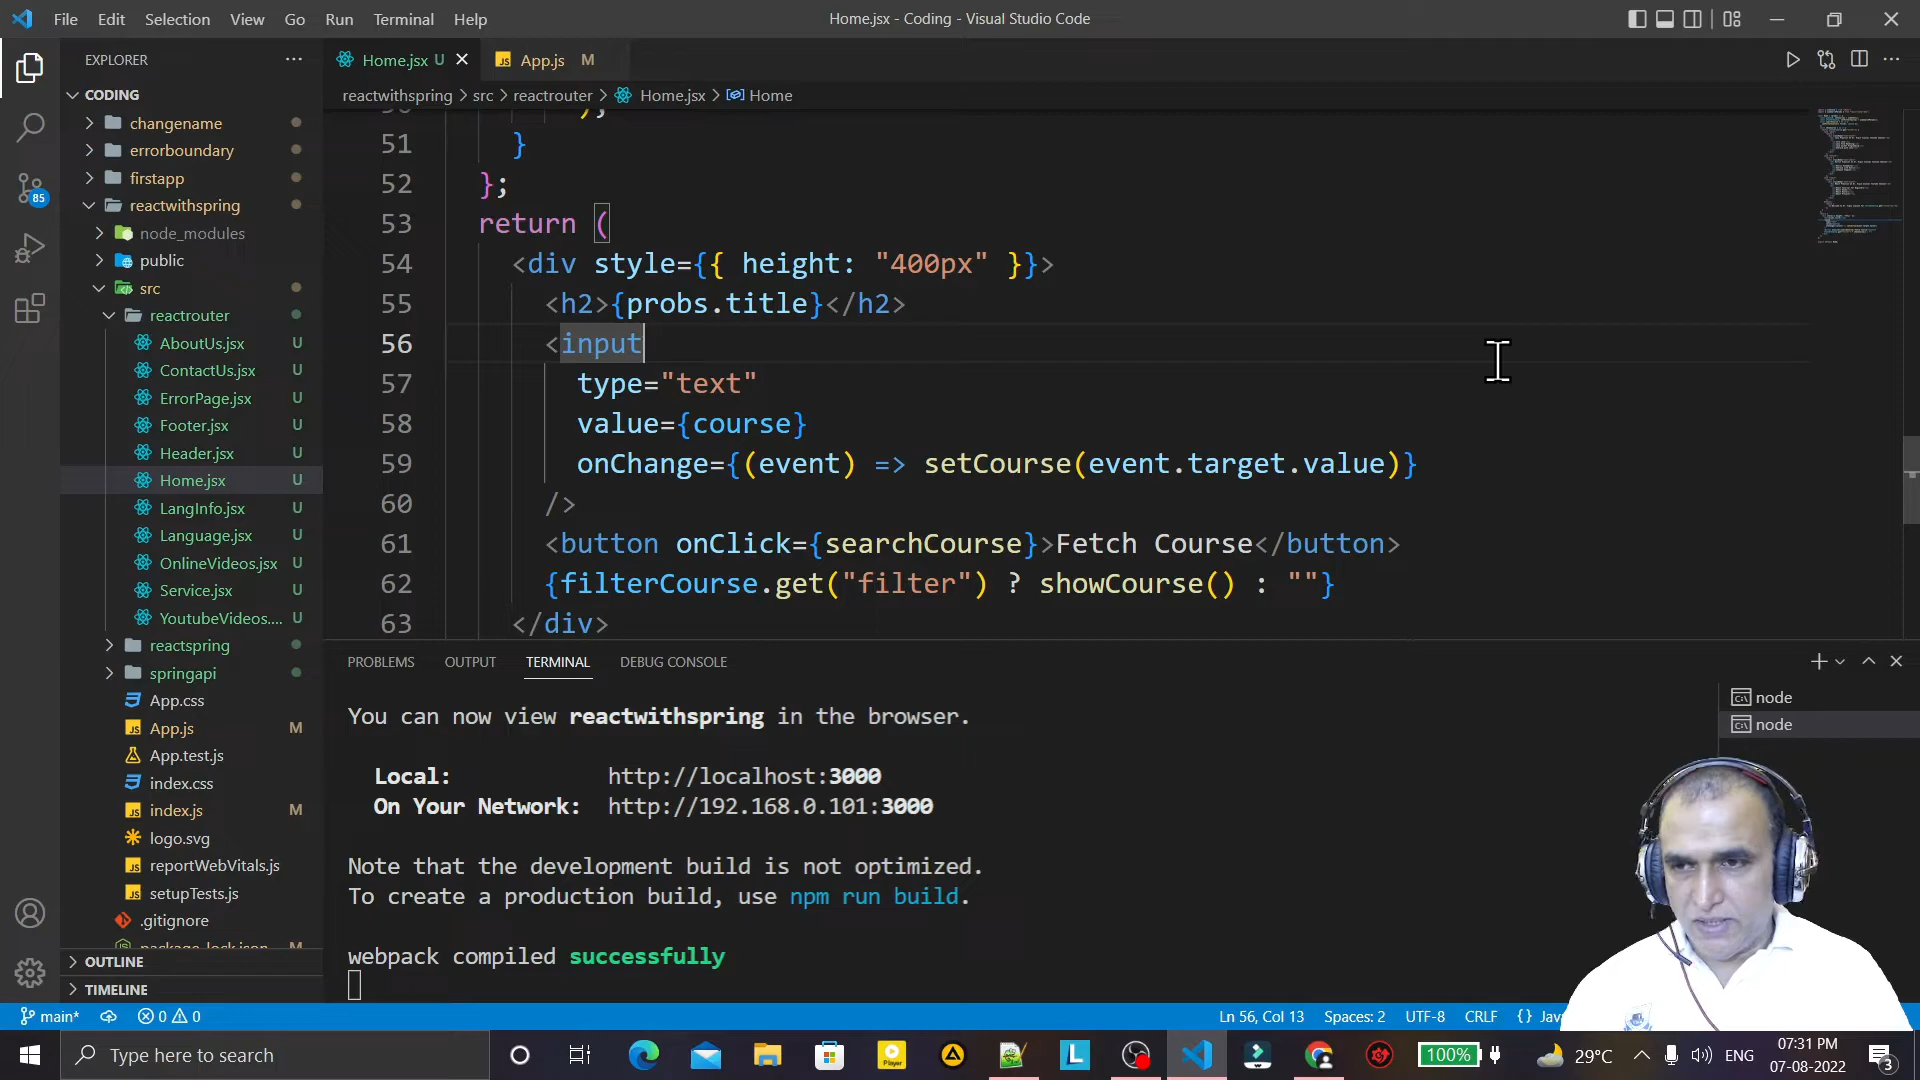 File Edit Selection View Go Run Terminal Help
Home.jsx - Coding - Visual Studio Code
EXPLORER
CODING
changename
errorboundary
firstapp
reactwithspring
node_modules
public
src
reactrouter
AboutUs.jsx U
ContactUs.jsx U
ErrorPage.jsx U
Footer.jsx U
Header.jsx U
Home.jsx U
LangInfo.jsx U
Language.jsx U
OnlineVideos.jsx U
Service.jsx U
YoutubeVideos.... U
reactspring
springapi
App.css
App.js M
App.test.js
index.css
index.js M
logo.svg
reportWebVitals.js
setupTests.js
.gitignore
package-lock.json M
OUTLINE
TIMELINE
85
Home.jsx U
App.js M
reactwithspring > src > reactrouter > Home.jsx > Home
51 }
52 };
53 return (
54 <div style={{ height: "400px" }}>
55 <h2>{probs.title}</h2>
56 <input
57 type="text"
58 value={course}
59 onChange={(event) => setCourse(event.target.value)}
60 />
61 <button onClick={searchCourse}>Fetch Course</button>
62 {filterCourse.get("filter") ? showCourse() : ""}
63 </div>
PROBLEMS OUTPUT TERMINAL DEBUG CONSOLE
node
node
You can now view reactwithspring in the browser.
Local: http://localhost:3000
On Your Network: http://192.168.0.101:3000
Note that the development build is not optimized.
To create a production build, use npm run build.
webpack compiled successfully
main* 0 0
Ln 56, Col 13 Spaces: 2 UTF-8 CRLF {} Jav
Type here to search
Player
L
100%
29°C
ENG
07:31 PM
07-08-2022
3